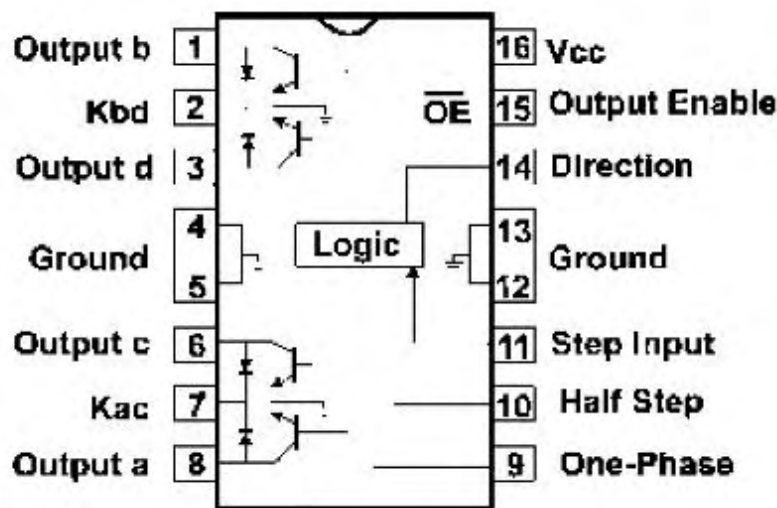 Output b 1 16 Vcc
Kbd 2 OE 15 Output Enable
Output d 3 14 Direction
4 13
Ground Logic Ground
5 12
Output c 6 11 Step Input
Kac 7 10 Half Step
Output a 8 9 One-Phase